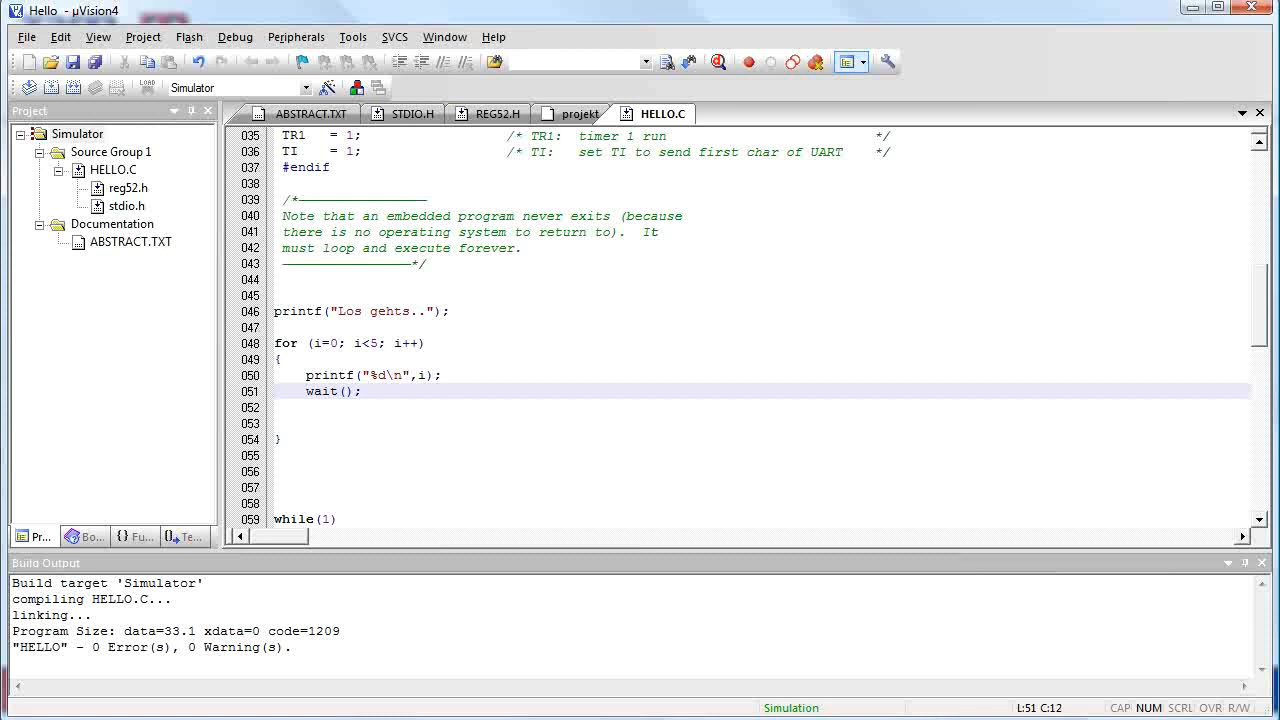 Hello - µVision4
File Edit View Project Flash Debug Peripherals Tools SVCS Window Help
LOAD Simulator
Project
ABSTRACT.TXT STDIO.H REG52.H projekt HELLO.C
Simulator
Source Group 1
HELLO.C
reg52.h
stdio.h
Documentation
ABSTRACT.TXT
035 TR1 = 1; /* TR1: timer 1 run */
036 TI = 1; /* TI: set TI to send first char of UART */
037 #endif
038
039 /*————————————————
040 Note that an embedded program never exits (because
041 there is no operating system to return to). It
042 must loop and execute forever.
043 ————————————————*/
044
045
046 printf("Los gehts..");
047
048 for (i=0; i<5; i++)
049 {
050 printf("%d\n",i);
051 wait();
052
053
054 }
055
056
057
058
059 while(1)
Pr... Bo... {} Fu... Te...
Build Output
Build target 'Simulator'
compiling HELLO.C...
linking...
Program Size: data=33.1 xdata=0 code=1209
"HELLO" - 0 Error(s), 0 Warning(s).
Simulation L:51 C:12 CAP NUM SCRL OVR R/W